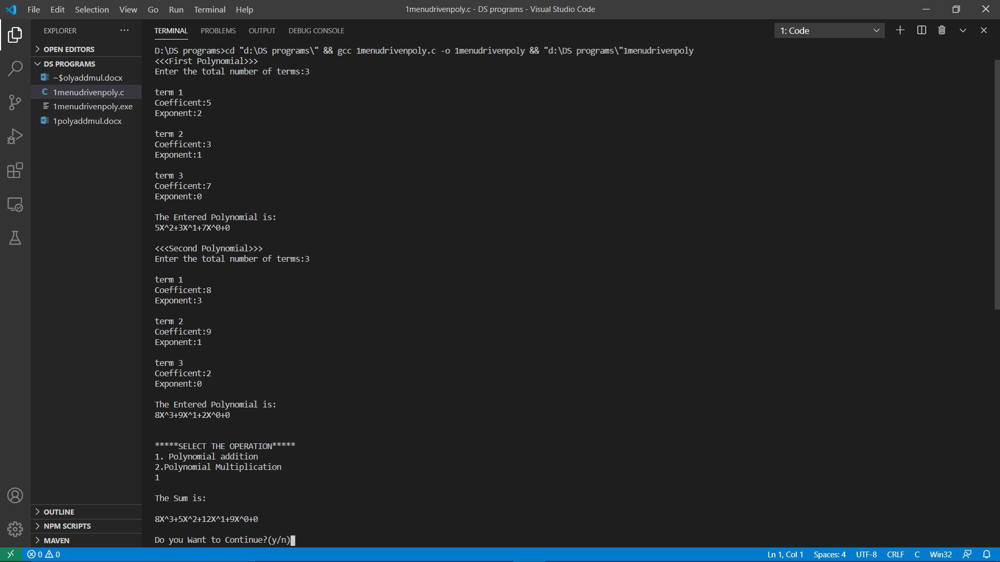 File Edit Selection View Go Run Terminal Help
1menudrivenpoly.c - DS programs - Visual Studio Code
EXPLORER
OPEN EDITORS
DS PROGRAMS
~$olyaddmul.docx
C 1menudrivenpoly.c
1menudrivenpoly.exe
1polyaddmul.docx
OUTLINE
NPM SCRIPTS
MAVEN
TERMINAL PROBLEMS OUTPUT DEBUG CONSOLE
1: Code
D:\DS programs>cd "d:\DS programs\" && gcc 1menudrivenpoly.c -o 1menudrivenpoly && "d:\DS programs\"1menudrivenpoly
<<<First Polynomial>>>
Enter the total number of terms:3
term 1
Coefficent:5
Exponent:2
term 2
Coefficent:3
Exponent:1
term 3
Coefficent:7
Exponent:0
The Entered Polynomial is:
5X^2+3X^1+7X^0+0
<<<Second Polynomial>>>
Enter the total number of terms:3
term 1
Coefficent:8
Exponent:3
term 2
Coefficent:9
Exponent:1
term 3
Coefficent:2
Exponent:0
The Entered Polynomial is:
8X^3+9X^1+2X^0+0
*****SELECT THE OPERATION*****
1. Polynomial addition
2.Polynomial Multiplication
1
The Sum is:
8X^3+5X^2+12X^1+9X^0+0
Do you Want to Continue?(y/n)
0 0
Ln 1, Col 1 Spaces: 4 UTF-8 CRLF C Win32